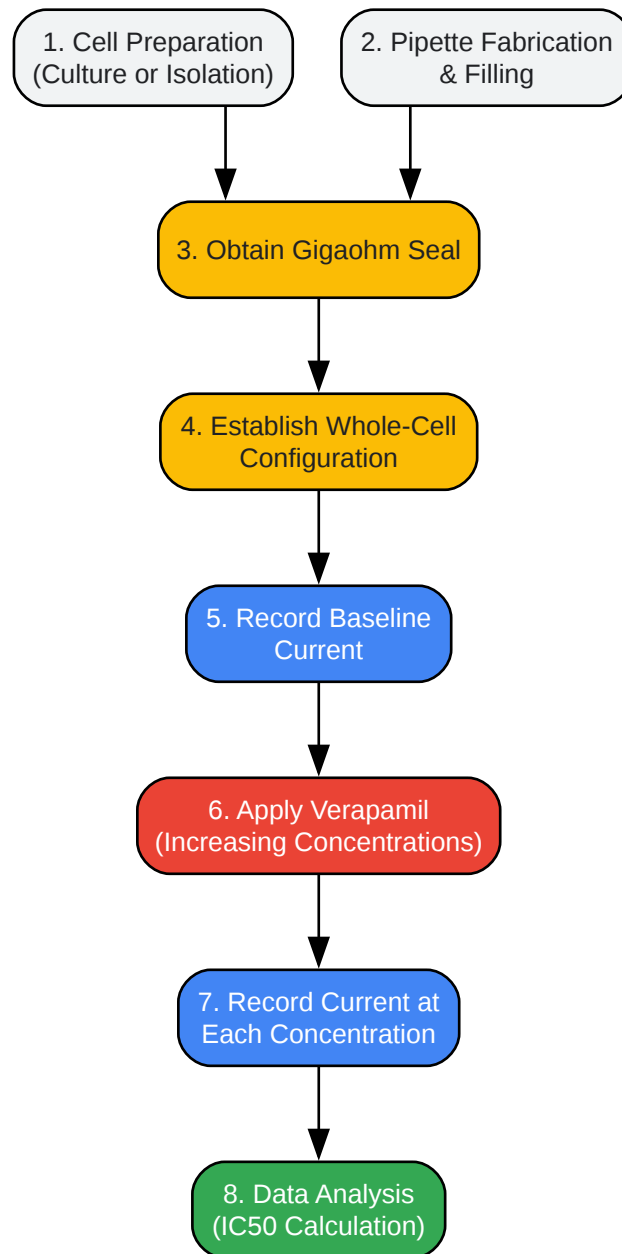 1. Cell Preparation
(Culture or Isolation)
2. Pipette Fabrication
& Filling
3. Obtain Gigaohm Seal
4. Establish Whole-Cell
Configuration
5. Record Baseline
Current
6. Apply Verapamil
(Increasing Concentrations)
7. Record Current at
Each Concentration
8. Data Analysis
(IC50 Calculation)